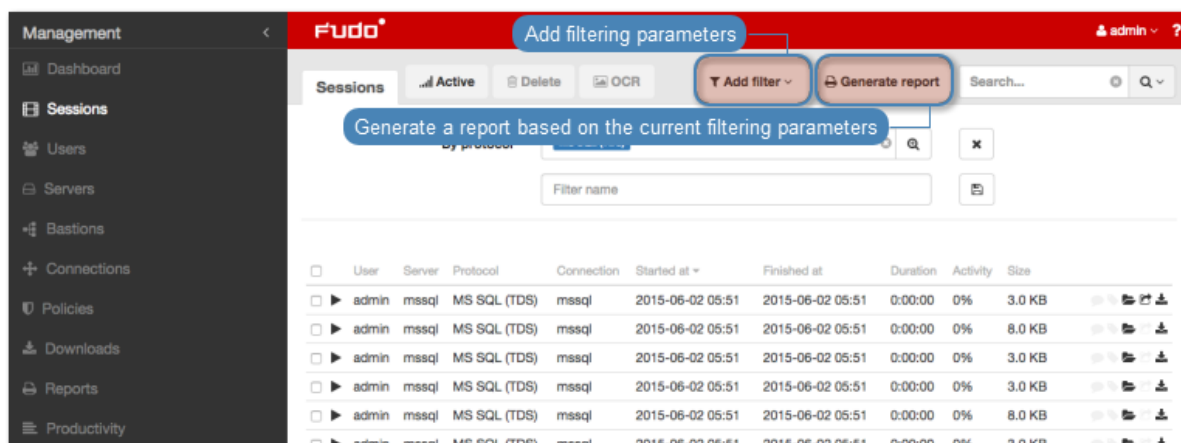 Management
FUDO
Add filtering parameters
admin
?
Dashboard
Sessions
Users
Servers
Bastions
Connections
Policies
Downloads
Reports
Productivity
Sessions Active Delete OCR Add filter Generate report Search...
Generate a report based on the current filtering parameters
By protocol
Filter name
User Server Protocol Connection Started at Finished at Duration Activity Size
admin mssql MS SQL (TDS) mssql 2015-06-02 05:51 2015-06-02 05:51 0:00:00 0% 3.0 KB
admin mssql MS SQL (TDS) mssql 2015-06-02 05:51 2015-06-02 05:51 0:00:00 0% 8.0 KB
admin mssql MS SQL (TDS) mssql 2015-06-02 05:51 2015-06-02 05:51 0:00:00 0% 3.0 KB
admin mssql MS SQL (TDS) mssql 2015-06-02 05:51 2015-06-02 05:51 0:00:00 0% 3.0 KB
admin mssql MS SQL (TDS) mssql 2015-06-02 05:51 2015-06-02 05:51 0:00:00 0% 8.0 KB